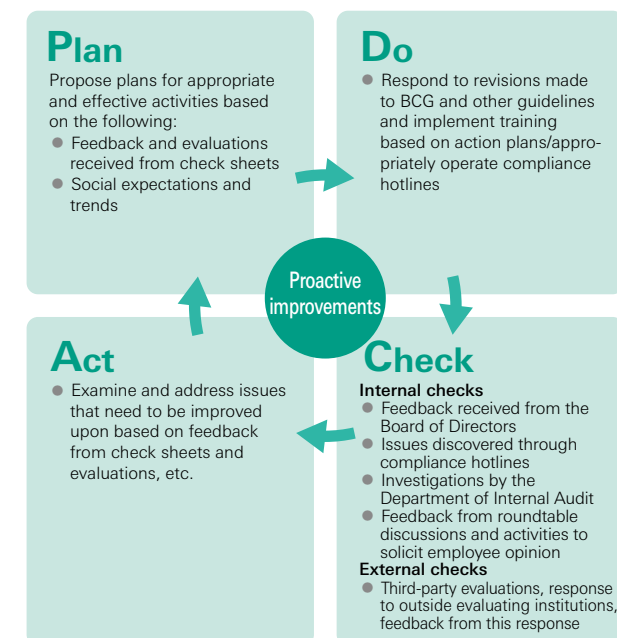 Plan
Propose plans for appropriate
and effective activities based
on the following:
● Feedback and evaluations
received from check sheets
● Social expectations and
trends
Do
● Respond to revisions made
to BCG and other guidelines
and implement training
based on action plans/appro-
priately operate compliance
hotlines
Proactive
improvements
Act
● Examine and address issues
that need to be improved
upon based on feedback
from check sheets and
evaluations, etc.
Check
Internal checks
● Feedback received from the
Board of Directors
● Issues discovered through
compliance hotlines
● Investigations by the
Department of Internal Audit
● Feedback from roundtable
discussions and activities to
solicit employee opinion
External checks
● Third-party evaluations, response
to outside evaluating institutions,
feedback from this response